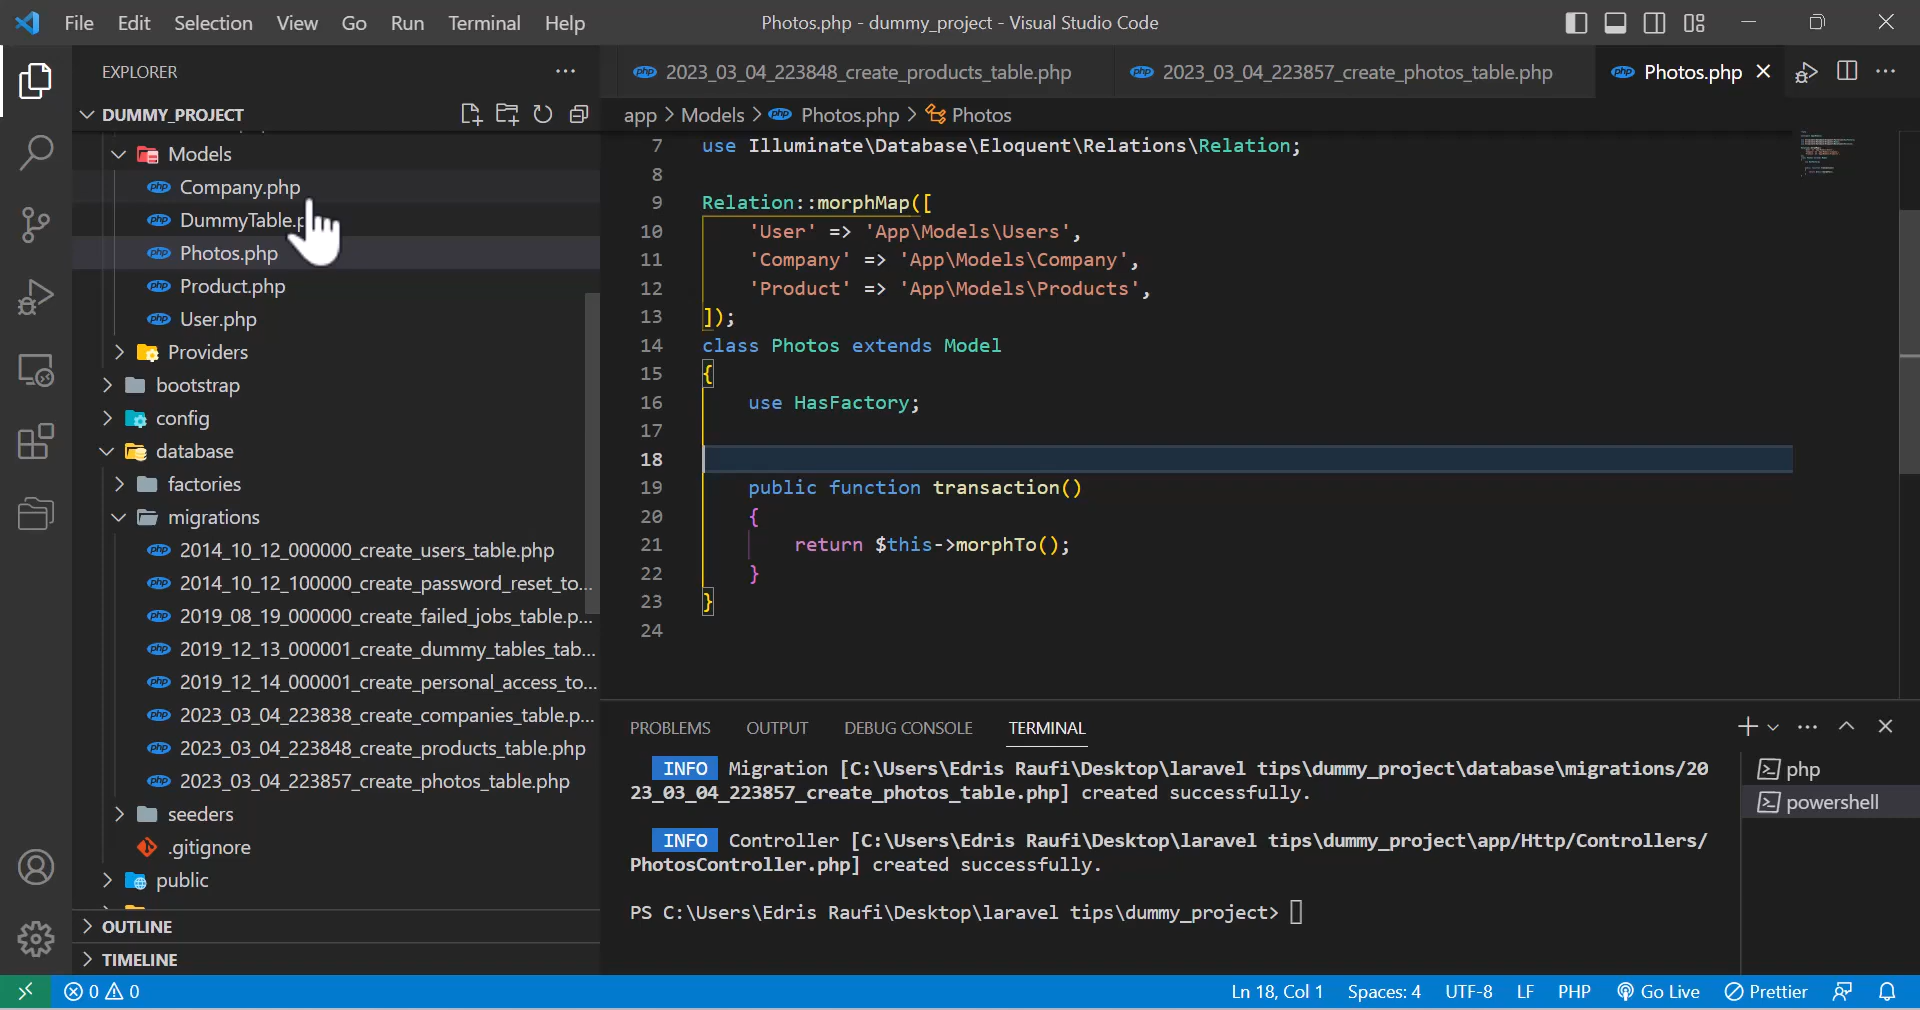 File Edit Selection View Go Run Terminal Help
Photos.php - dummy_project - Visual Studio Code
EXPLORER
DUMMY_PROJECT
Models
Company.php
DummyTable.p
Photos.php
Product.php
User.php
Providers
bootstrap
config
database
factories
migrations
2014_10_12_000000_create_users_table.php
2014_10_12_100000_create_password_reset_to...
2019_08_19_000000_create_failed_jobs_table.p...
2019_12_13_000001_create_dummy_tables_tab...
2019_12_14_000001_create_personal_access_to...
2023_03_04_223838_create_companies_table.p...
2023_03_04_223848_create_products_table.php
2023_03_04_223857_create_photos_table.php
seeders
.gitignore
public
OUTLINE
TIMELINE
php 2023_03_04_223848_create_products_table.php
php 2023_03_04_223857_create_photos_table.php
php Photos.php
app > Models > php Photos.php > Photos
7 use Illuminate\Database\Eloquent\Relations\Relation;
8
9 Relation::morphMap([
10 'User' => 'App\Models\Users',
11 'Company' => 'App\Models\Company',
12 'Product' => 'App\Models\Products',
13 ]);
14 class Photos extends Model
15 {
16 use HasFactory;
17
18
19 public function transaction()
20 {
21 return $this->morphTo();
22 }
23 }
24
PROBLEMS OUTPUT DEBUG CONSOLE TERMINAL
INFO Migration [C:\Users\Edris Raufi\Desktop\laravel tips\dummy_project\database\migrations/20
23_03_04_223857_create_photos_table.php] created successfully.
INFO Controller [C:\Users\Edris Raufi\Desktop\laravel tips\dummy_project\app/Http/Controllers/
PhotosController.php] created successfully.
PS C:\Users\Edris Raufi\Desktop\laravel tips\dummy_project>
php
powershell
0 0
Ln 18, Col 1 Spaces: 4 UTF-8 LF PHP Go Live Prettier